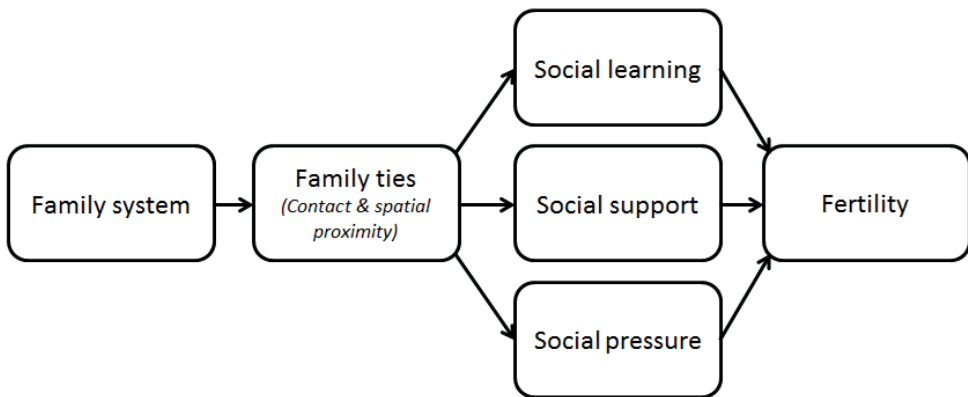 Family system
Family ties
(Contact & spatial
proximity)
Social learning
Social support
Social pressure
Fertility